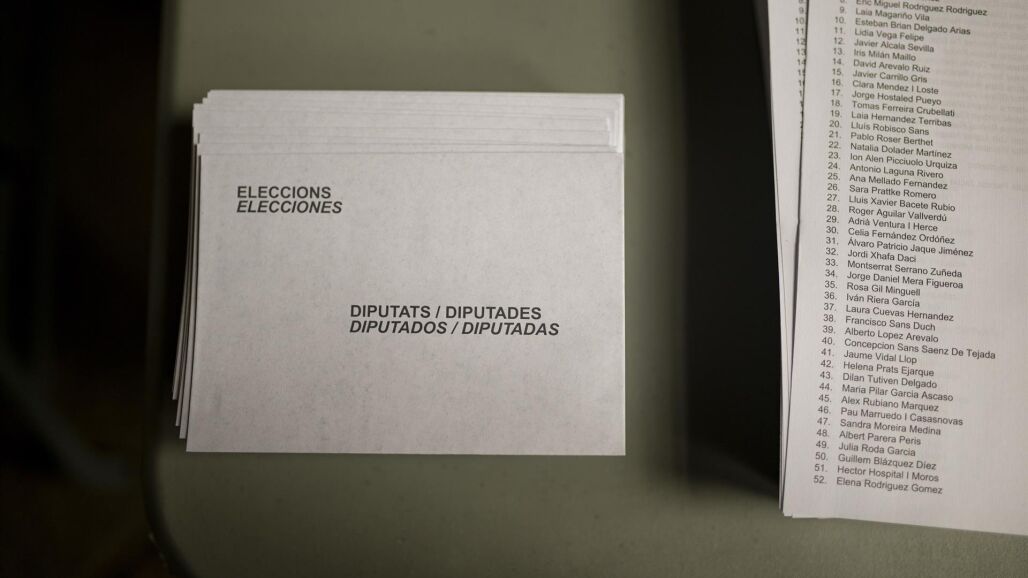 ELECCIONS
ELECCIONES
DIPUTATS / DIPUTADES
DIPUTADOS / DIPUTADAS
8. Eric Miguel Rodriguez Rodriguez
9. Laia Magariño Vila
10. Esteban Brian Delgado Arias
11. Lidia Vega Felipe
12. Javier Alcala Sevilla
13. Iris Milán Maillo
14. David Arevalo Ruiz
15. Javier Carrillo Gris
16. Clara Mendez I Loste
17. Jorge Hostaled Pueyo
18. Tomas Ferreira Crubellati
19. Laia Hernandez Terribas
20. Lluís Robisco Sans
21. Pablo Roser Berthet
22. Natalia Dolader Martinez
23. Ion Alen Picciuolo Urquiza
24. Antonio Laguna Rivero
25. Ana Mellado Fernandez
26. Sara Prattke Romero
27. Lluis Xavier Bacete Rubio
28. Roger Aguilar Vallverdú
29. Adrià Ventura I Herce
30. Celia Fernández Ordóñez
31. Álvaro Patricio Jaque Jiménez
32. Jordi Xhafa Daci
33. Montserrat Serrano Zuñeda
34. Jorge Daniel Mera Figueroa
35. Rosa Gil Minguell
36. Iván Riera García
37. Laura Cuevas Hernandez
38. Francisco Sans Duch
39. Alberto Lopez Arevalo
40. Concepcion Sans Saenz De Tejada
41. Jaume Vidal Llop
42. Helena Prats Ejarque
43. Dilan Tutiven Delgado
44. Maria Pilar Garcia Ascaso
45. Alex Rubiano Marquez
46. Pau Marruedo I Casasnovas
47. Sandra Moreira Medina
48. Albert Parera Peris
49. Julia Roda Garcia
50. Guillem Blázquez Díez
51. Hector Hospital I Moros
52. Elena Rodriguez Gomez